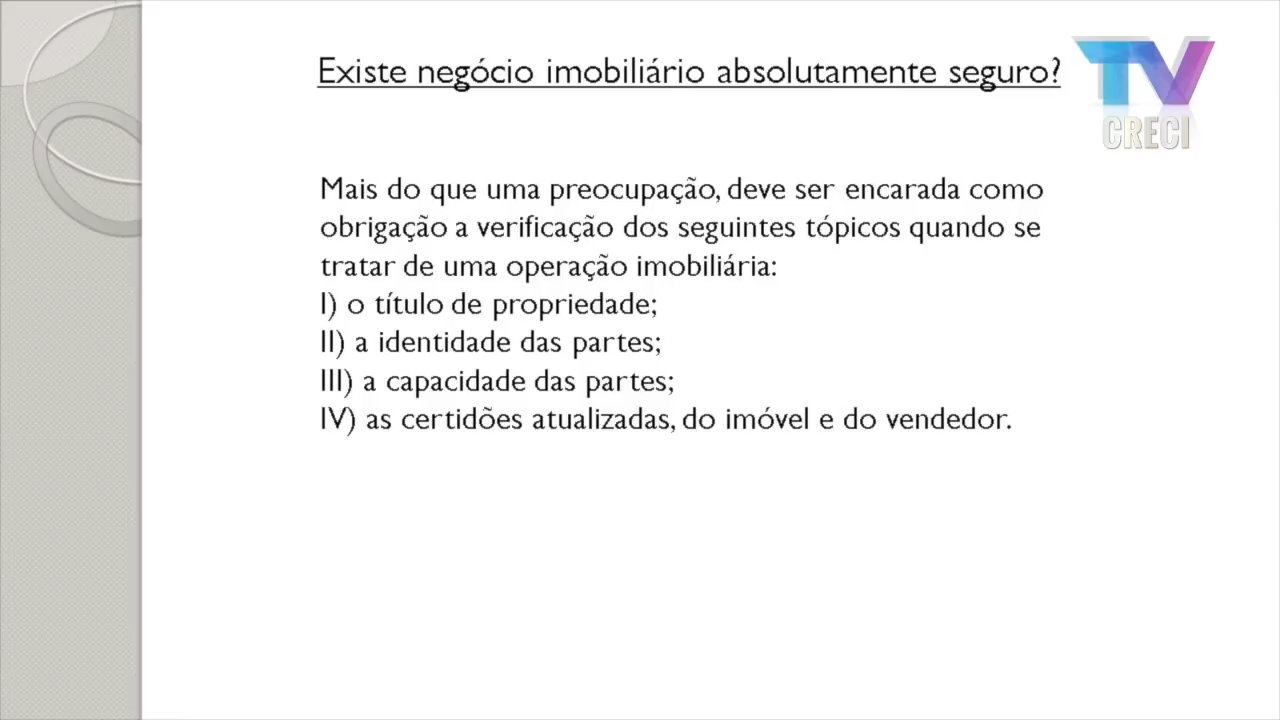 Existe negócio imobiliário absolutamente seguro?
TV
CRECI
Mais do que uma preocupação, deve ser encarada como
obrigação a verificação dos seguintes tópicos quando se
tratar de uma operação imobiliária:
I) o título de propriedade;
II) a identidade das partes;
III) a capacidade das partes;
IV) as certidões atualizadas, do imóvel e do vendedor.